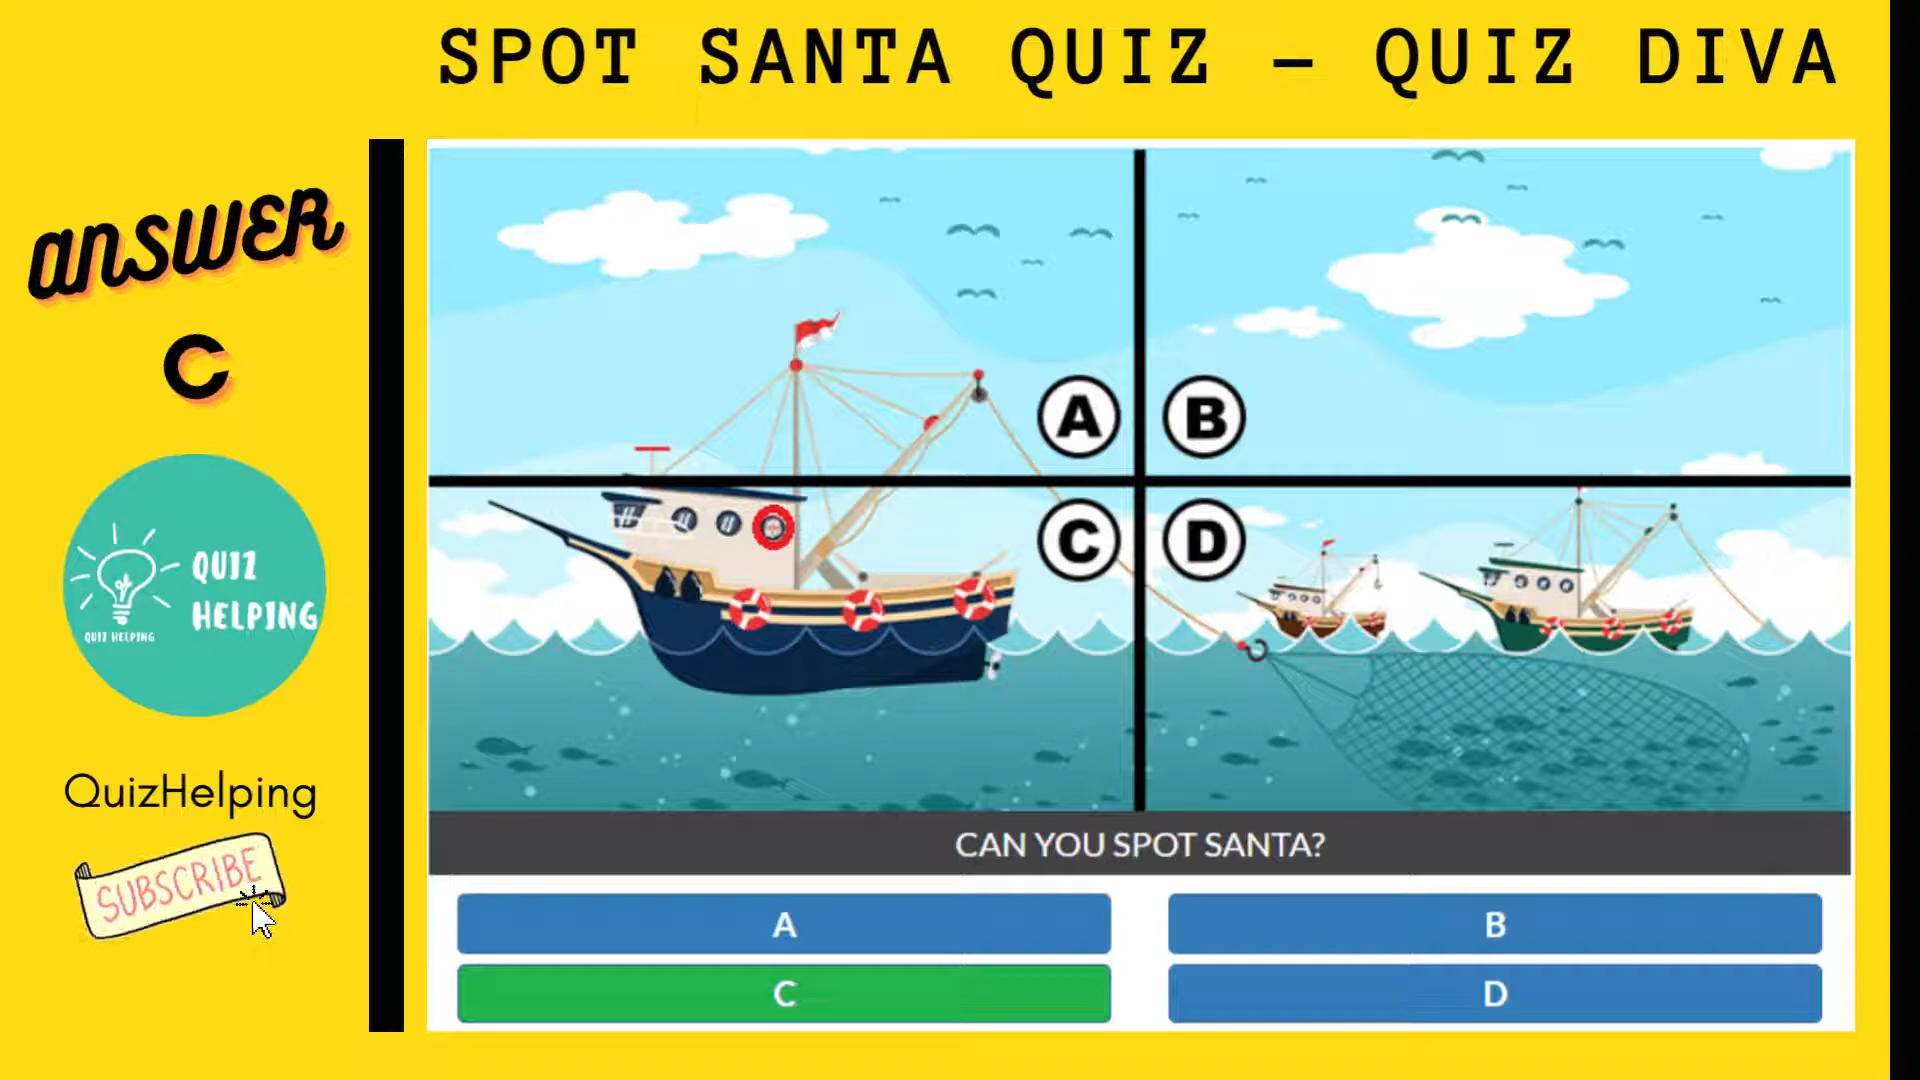 SPOT SANTA QUIZ – QUIZ DIVA
ANSWER
C
QUIZ
HELPING
QUIZ HELPING
QuizHelping
SUBSCRIBE
A
B
C
D
CAN YOU SPOT SANTA?
A
B
C
D